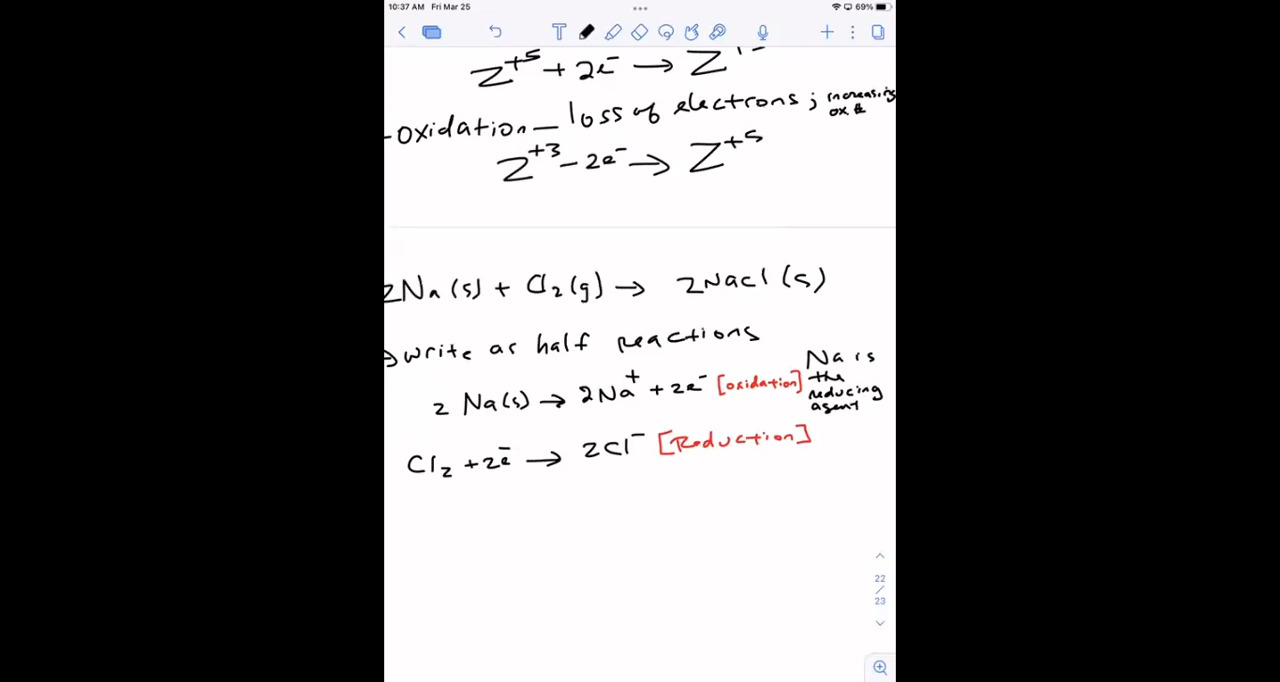 10:37 AM Fri Mar 25
69%
Z⁺⁵ + 2e⁻ → Z
-oxidation — loss of electrons; increasing
ox #
Z⁺³ - 2e⁻ → Z⁺⁵
2Na(s) + Cl₂(g) → 2NaCl(s)
write as half reactions
2 Na(s) → 2Na⁺ + 2e⁻ [oxidation]
Na is
the
reducing
agent
Cl₂ + 2e⁻ → 2Cl⁻ [Reduction]
22
/
23